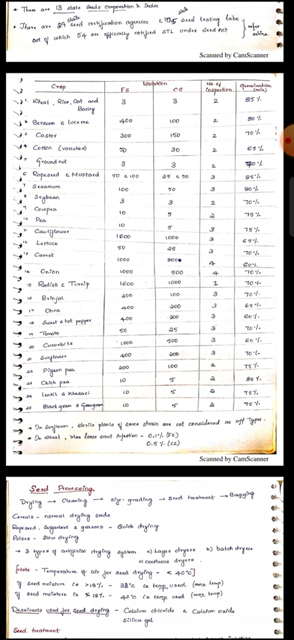 There are 13 state seeds corporation in India
There are seed certification agencies & seed testing labs
out of which 54 are officially notified STL under seed act
Scanned by CamScanner
Crop Isolation No of inspection Germination (min)
FS CS
Wheat, Rice, Oat and Barley 3 3 2 85%
Berseem & Lucerne 400 100 2 80%
Caster 300 150 2 70%
Cotton (varieties) 50 30 2 65%
Groundnut 3 3 2 70%
Rapeseed & Mustard 50 & 100 25 & 50 3 85%
Sesamum 100 50 3 80%
Soybean 3 3 2 70%
Cowpea 10 5 2 75%
Pea 10 5 2 75%
Cauliflower 1600 1000 3 65%
Lettuce 50 25 3 70%
Carrot 1000 800 4 60%
Onion 1000 500 4 70%
Radish & Turnip 1600 1000 1 70%
Brinjal 200 100 3 70%
Okra 400 200 3 65%
Sweet & hot pepper 400 200 3 60%
Tomato 50 25 3 70%
Cucurbits 1000 500 3 60%
Sunflower 400 200 3 70%
Pigeon pea 200 100 2 75%
Chick pea 10 5 2 85%
Lentil & Khesari 10 5 2 75%
Black gram & Greengram 10 5 2 75%
In sunflower, sterile plants of same strain are not considered as off types
In wheat, Max loose smut infection - 0.1% (FS)
0.5% (CS)
Scanned by CamScanner
Seed Processing
Drying → Cleaning → size-grading → Seed treatment → Bagging
Cereals - normal drying seeds
Rapeseed, sugarbeet & grasses - Quick drying
Pulses - Slow drying
3 types of artificial drying system a) Layer dryers b) batch dryers
c) continuous dryers
Note - Temperature of air for seed drying - < 40°C
If seed moisture is >18% - 32°C is temp used (max temp)
If seed moisture is ≤ 18% - 40°C is temp used (max temp)
Desiccants used for seed drying - Calcium chloride & Calcium oxide
Silica gel
Seed treatment